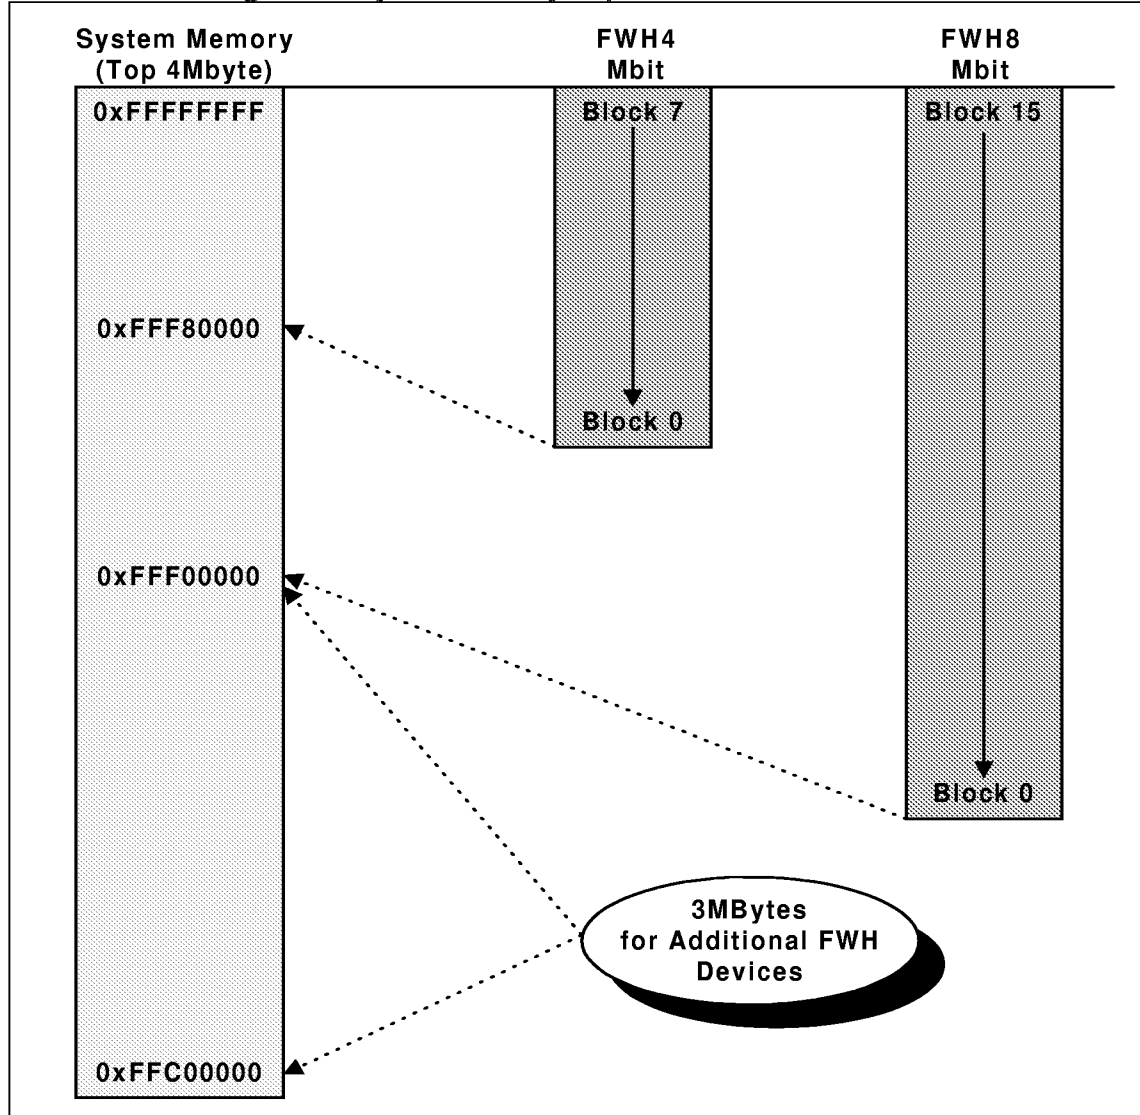 System Memory
(Top 4Mbyte)
FWH4
Mbit
FWH8
Mbit
0xFFFFFFFF
Block 7
Block 15
0xFFF80000
Block 0
0xFFF00000
Block 0
3MBytes
for Additional FWH
Devices
0xFFC00000